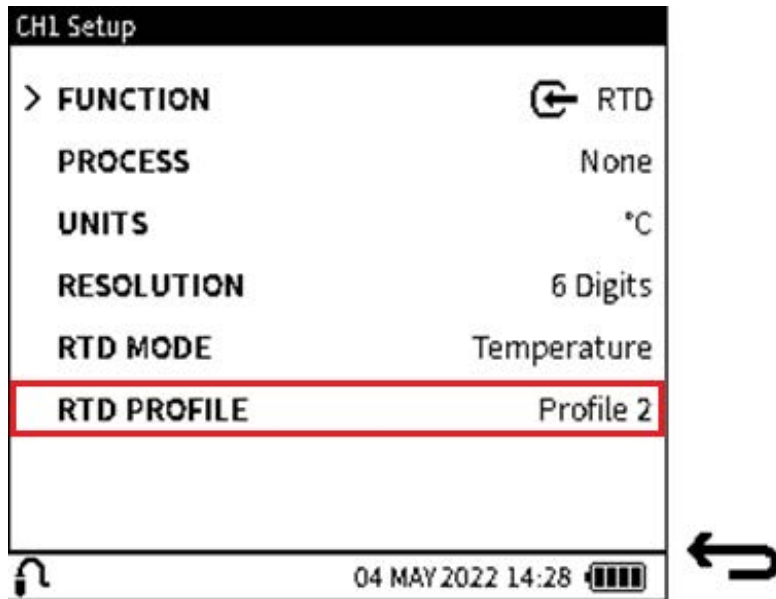 CH1 Setup
> FUNCTION RTD
PROCESS None
UNITS °C
RESOLUTION 6 Digits
RTD MODE Temperature
RTD PROFILE Profile 2
04 MAY 2022 14:28